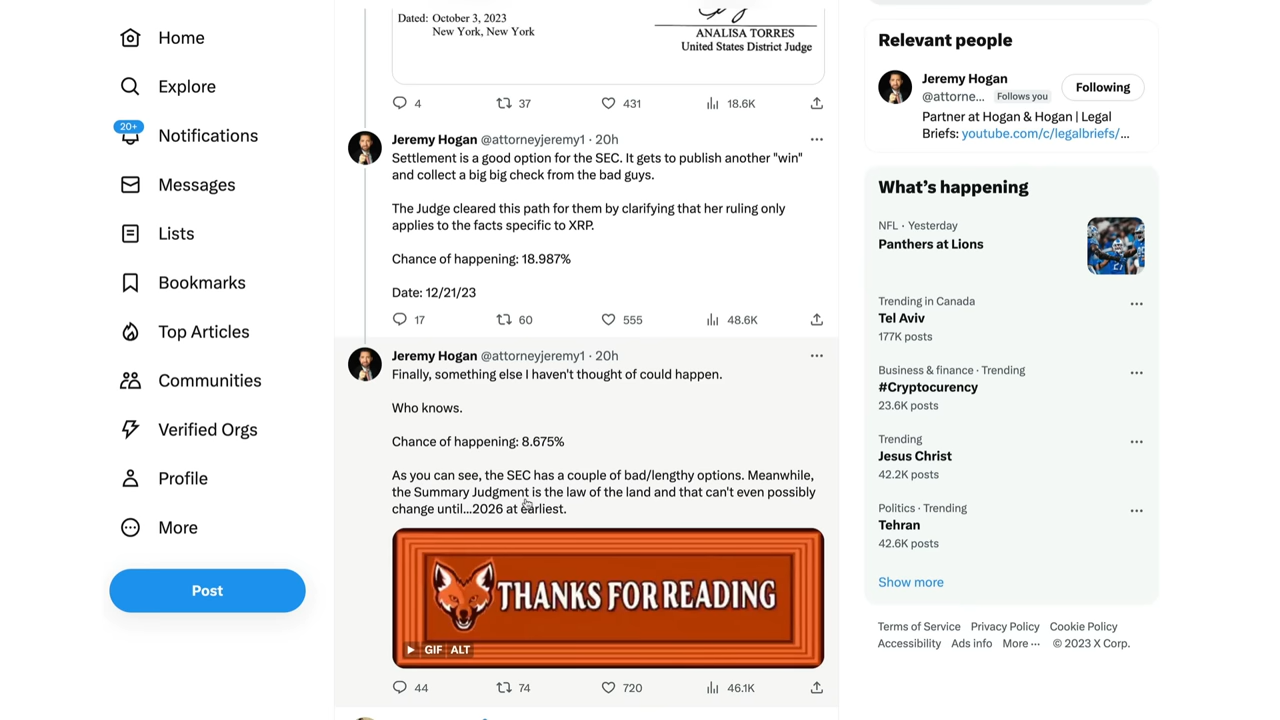 Home
Explore
20+
Notifications
Messages
Lists
Bookmarks
Top Articles
Communities
Verified Orgs
Profile
More
Post
Dated: October 3, 2023
New York, New York
ANALISA TORRES
United States District Judge
4 37 431 18.6K
Jeremy Hogan @attorneyjeremy1 · 20h
Settlement is a good option for the SEC. It gets to publish another "win"
and collect a big big check from the bad guys.
The Judge cleared this path for them by clarifying that her ruling only
applies to the facts specific to XRP.
Chance of happening: 18.987%
Date: 12/21/23
17 60 555 48.6K
Jeremy Hogan @attorneyjeremy1 · 20h
Finally, something else I haven't thought of could happen.
Who knows.
Chance of happening: 8.675%
As you can see, the SEC has a couple of bad/lengthy options. Meanwhile,
the Summary Judgment is the law of the land and that can't even possibly
change until...2026 at earliest.
THANKS FOR READING
GIF ALT
44 74 720 46.1K
Relevant people
Jeremy Hogan
@attorne... Follows you
Following
Partner at Hogan & Hogan | Legal
Briefs: youtube.com/c/legalbriefs/...
What's happening
NFL · Yesterday
Panthers at Lions
Trending in Canada
Tel Aviv
177K posts
Business & finance · Trending
#Cryptocurency
23.6K posts
Trending
Jesus Christ
42.2K posts
Politics · Trending
Tehran
42.6K posts
Show more
Terms of Service Privacy Policy Cookie Policy
Accessibility Ads info More ··· © 2023 X Corp.